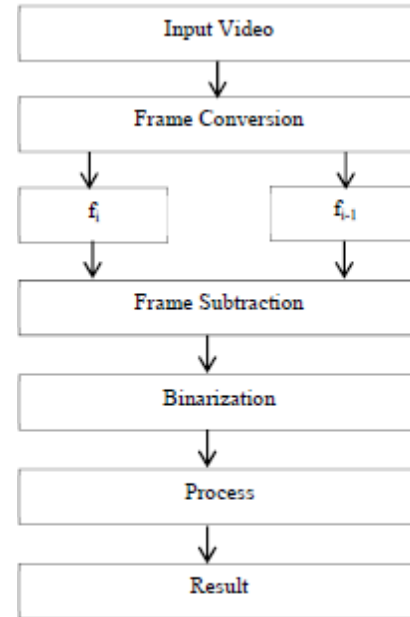 Input Video
Frame Conversion
fi
fi-1
Frame Subtraction
Binarization
Process
Result